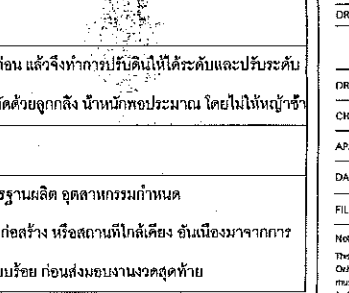 DR
ก่อน แล้วจึงทำการปรับดินให้ได้ระดับและปรับระดับ
ัดด้วยลูกกลิ้ง น้ำหนักพอประมาณ โดยไม่ให้หญ้าช้ำ
DR
รฐานผลิต อุตสาหกรรมกำหนด
ก่อสร้าง หรือสถานที่ใกล้เคียง อันเนื่องมาจากการ
บบร้อย ก่อนส่งมอบงานงวดสุดท้าย
AP
DA
FIL